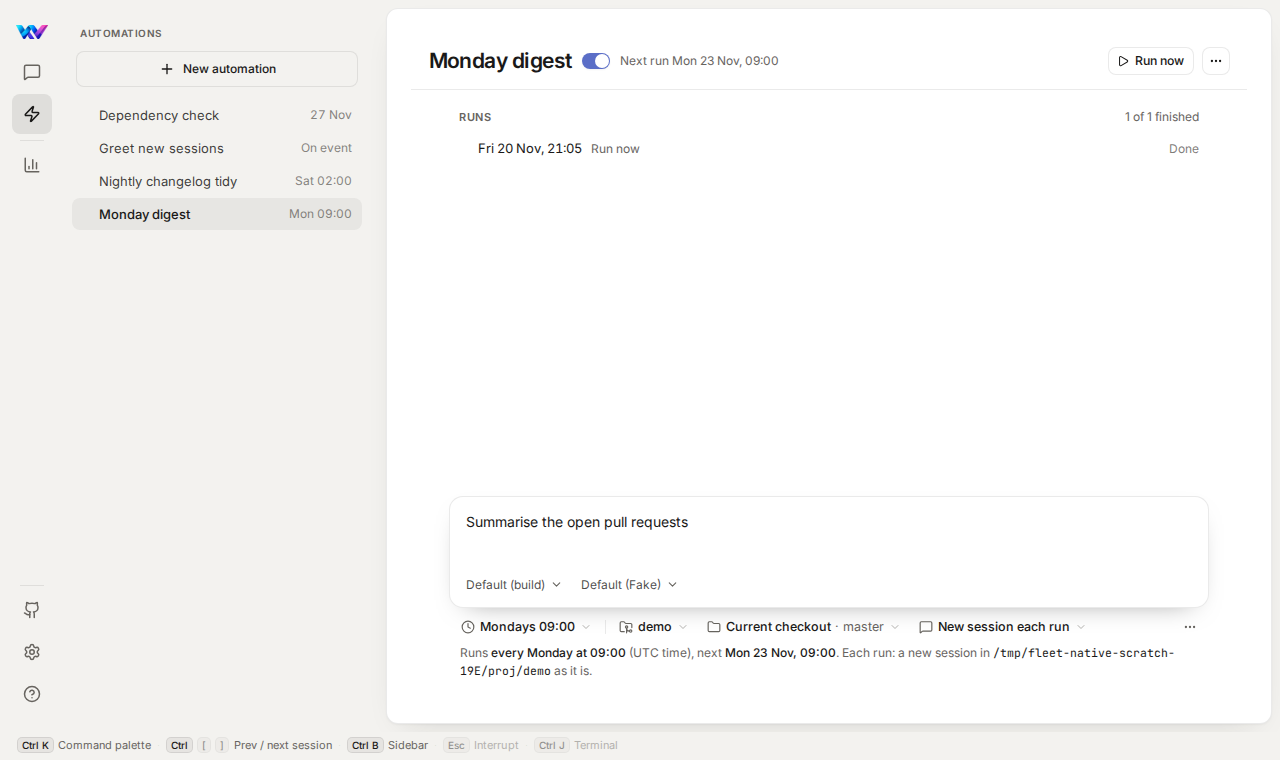 AUTOMATIONS
New automation
Dependency check 27 Nov
Greet new sessions On event
Nightly changelog tidy Sat 02:00
Monday digest Mon 09:00
Monday digest Next run Mon 23 Nov, 09:00 Run now
RUNS 1 of 1 finished
Fri 20 Nov, 21:05 Run now Done
Summarise the open pull requests
Default (build) Default (Fake)
Mondays 09:00 demo Current checkout · master New session each run
Runs every Monday at 09:00 (UTC time), next Mon 23 Nov, 09:00. Each run: a new session in /tmp/fleet-native-scratch-
19E/proj/demo as it is.
Ctrl K Command palette Ctrl [ ] Prev / next session Ctrl B Sidebar Esc Interrupt Ctrl J Terminal